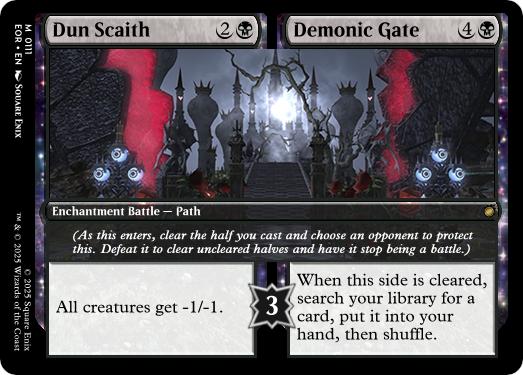 Dun Scaith 2
Demonic Gate 4
Enchantment Battle — Path
(As this enters, clear the half you cast and choose an opponent to protect
this. Defeat it to clear uncleared halves and have it stop being a battle.)
All creatures get -1/-1.
3
When this side is cleared,
search your library for a
card, put it into your
hand, then shuffle.
M 0111
EOR • EN SQUARE ENIX
™ & © 2025 Wizards of the Coast
© 2025 Square Enix